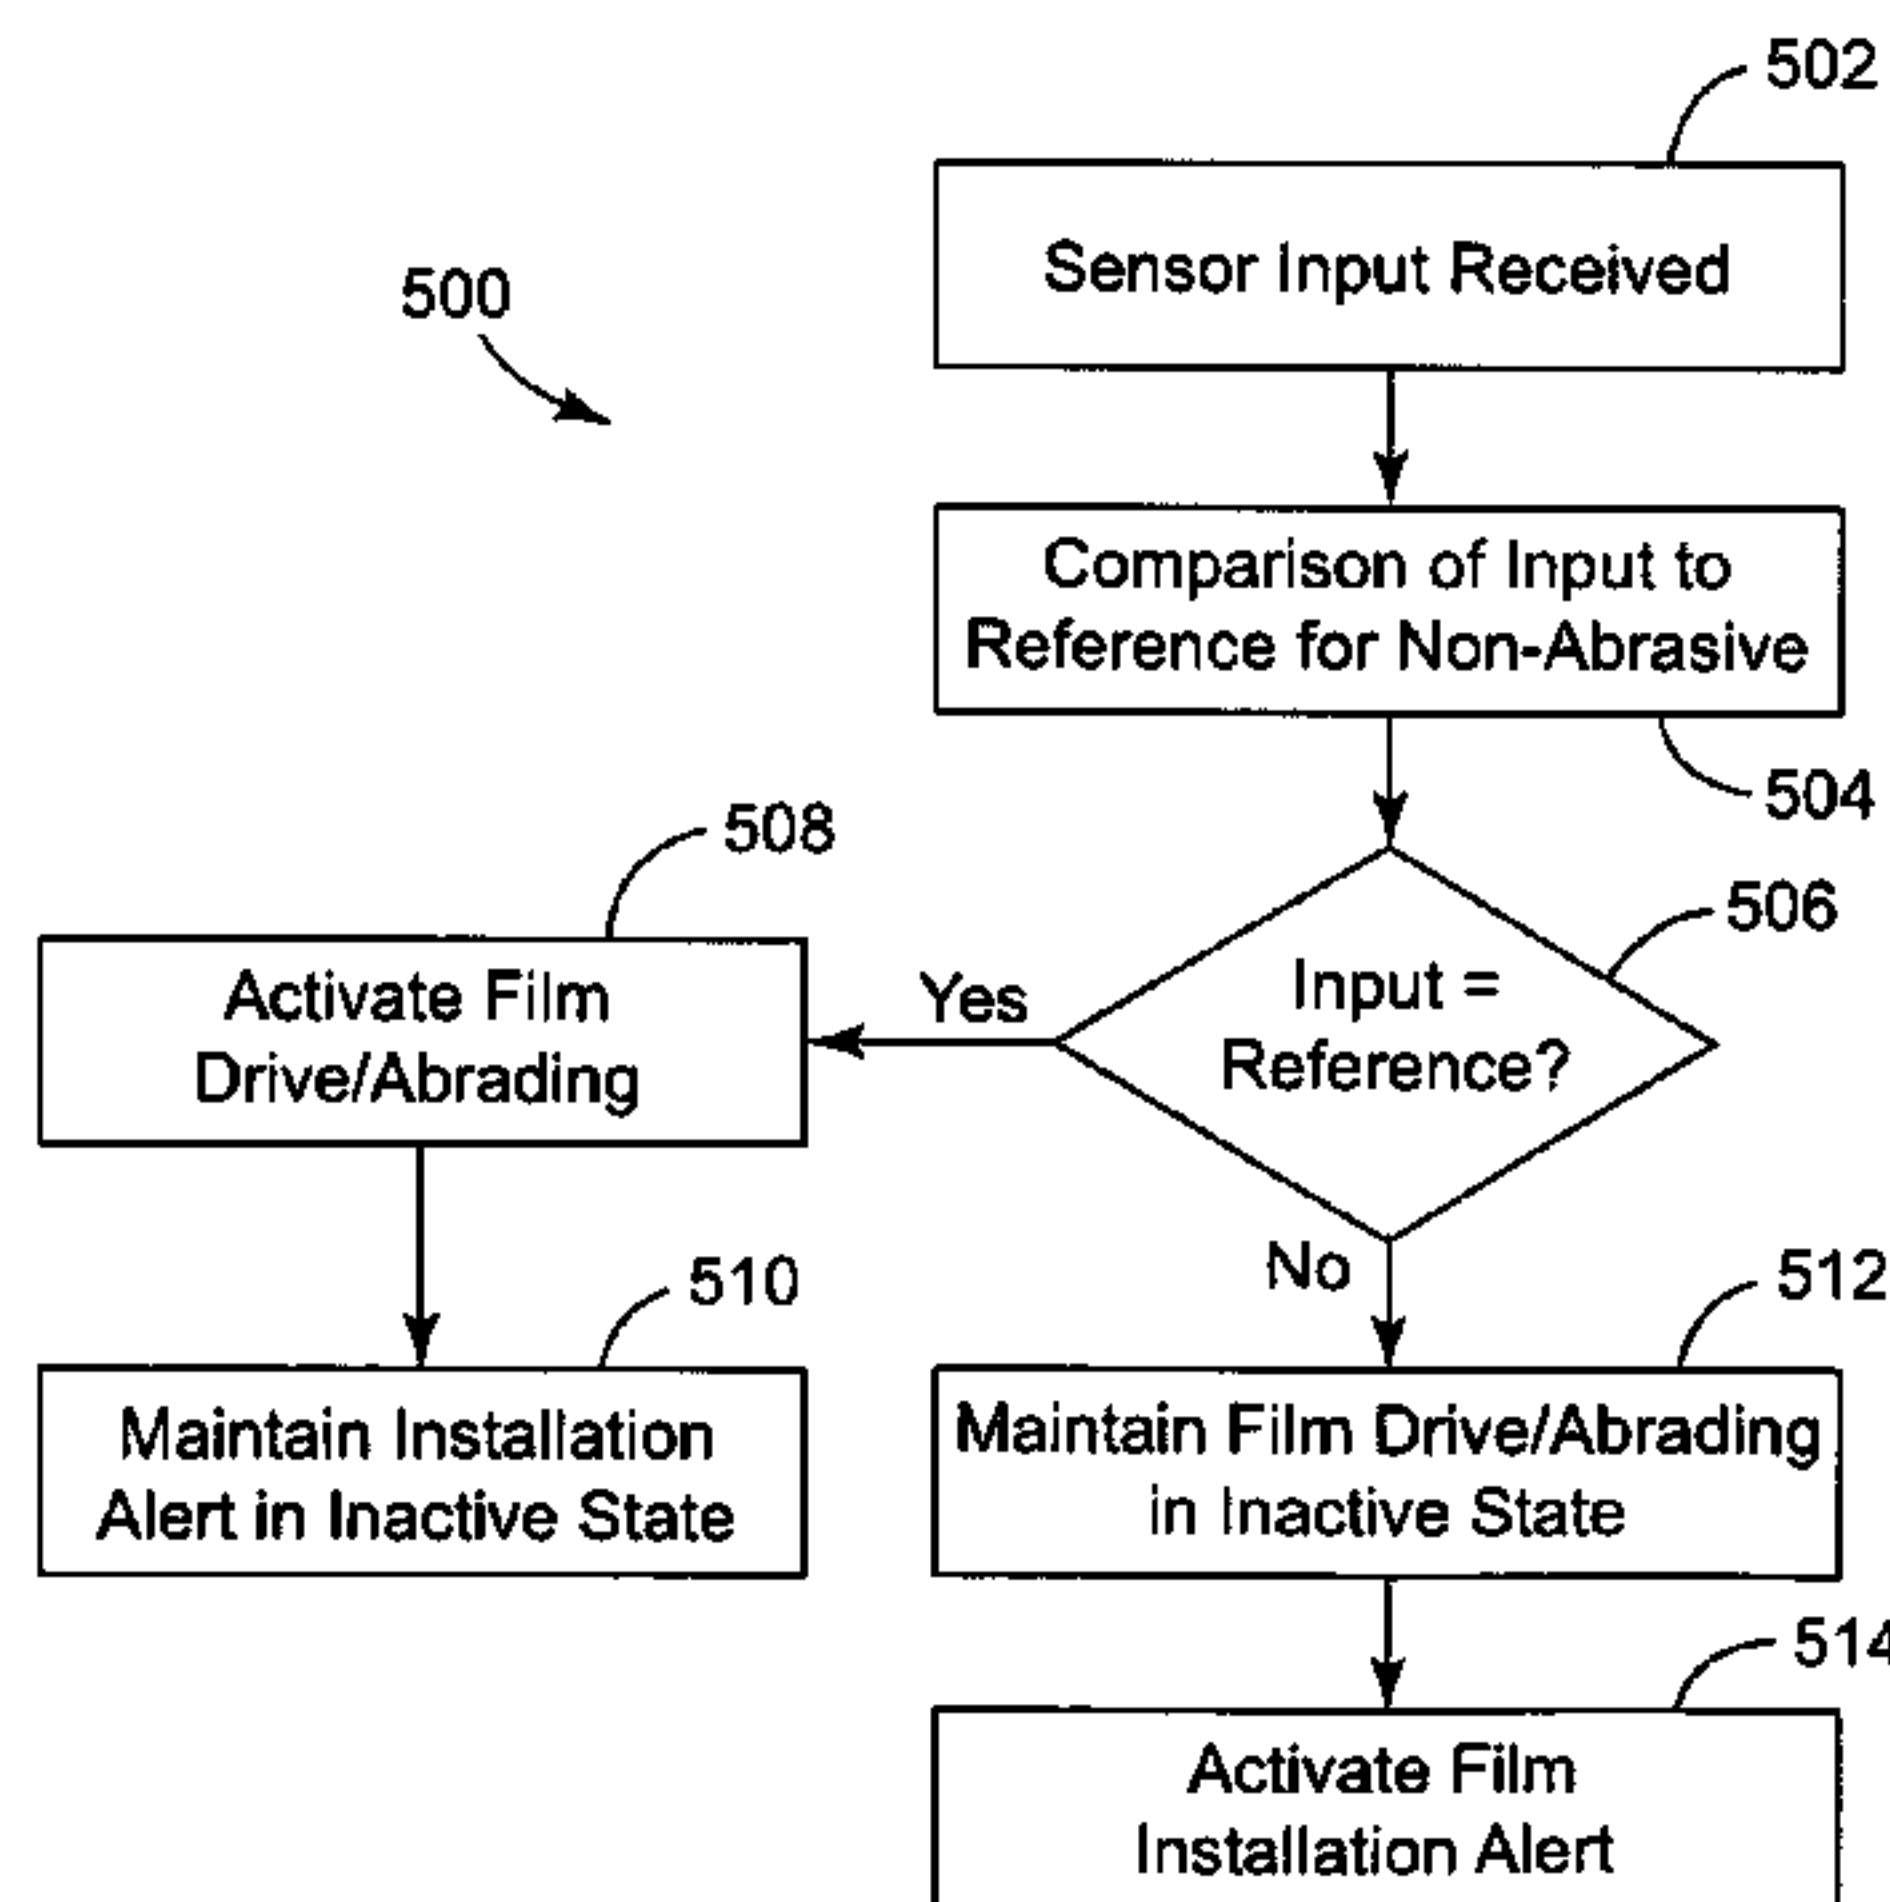 502
Sensor Input Received
500
Comparison of Input to
Reference for Non-Abrasive
504
508
506
Activate Film
Drive/Abrading
Yes
Input =
Reference?
No
510
512
Maintain Installation
Alert in Inactive State
Maintain Film Drive/Abrading
in Inactive State
514
Activate Film
Installation Alert